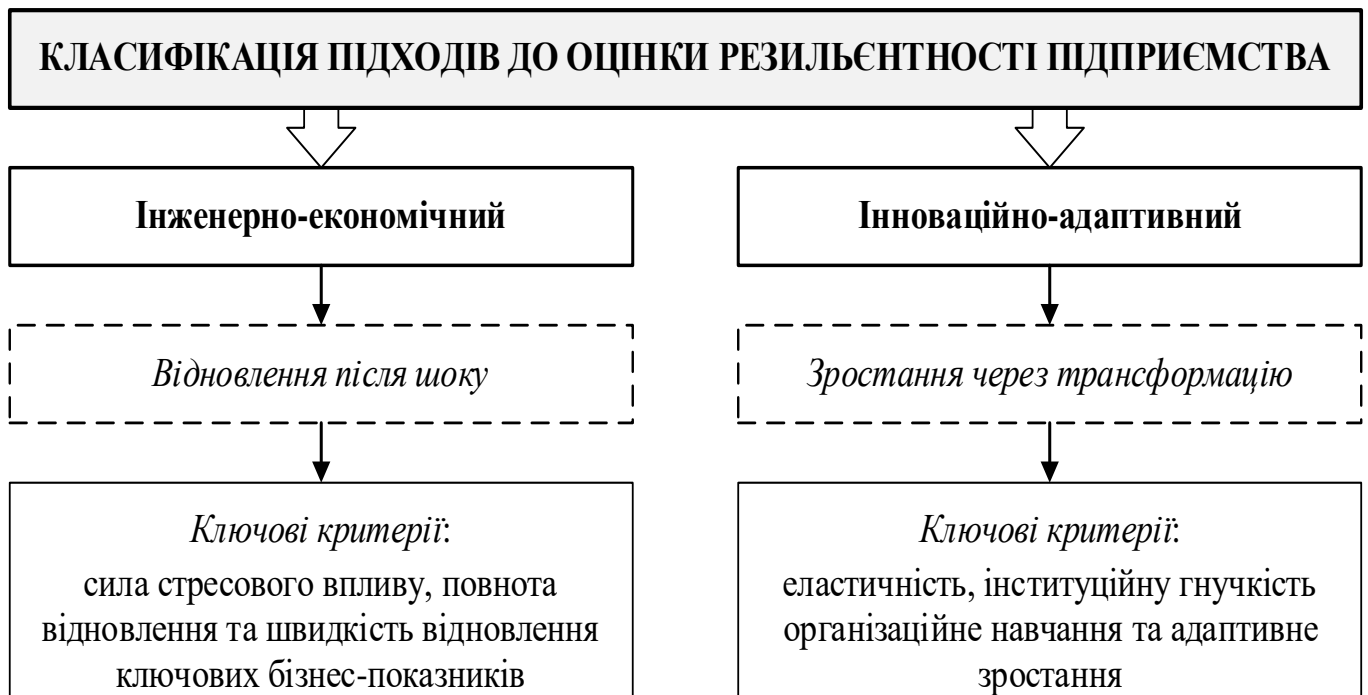 КЛАСИФІКАЦІЯ ПІДХОДІВ ДО ОЦІНКИ РЕЗИЛЬЄНТНОСТІ ПІДПРИЄМСТВА
Інженерно-економічний
Відновлення після шоку
Ключові критерії:
сила стресового впливу, повнота
відновлення та швидкість відновлення
ключових бізнес-показників
Інноваційно-адаптивний
Зростання через трансформацію
Ключові критерії:
еластичність, інституційну гнучкість
організаційне навчання та адаптивне
зростання